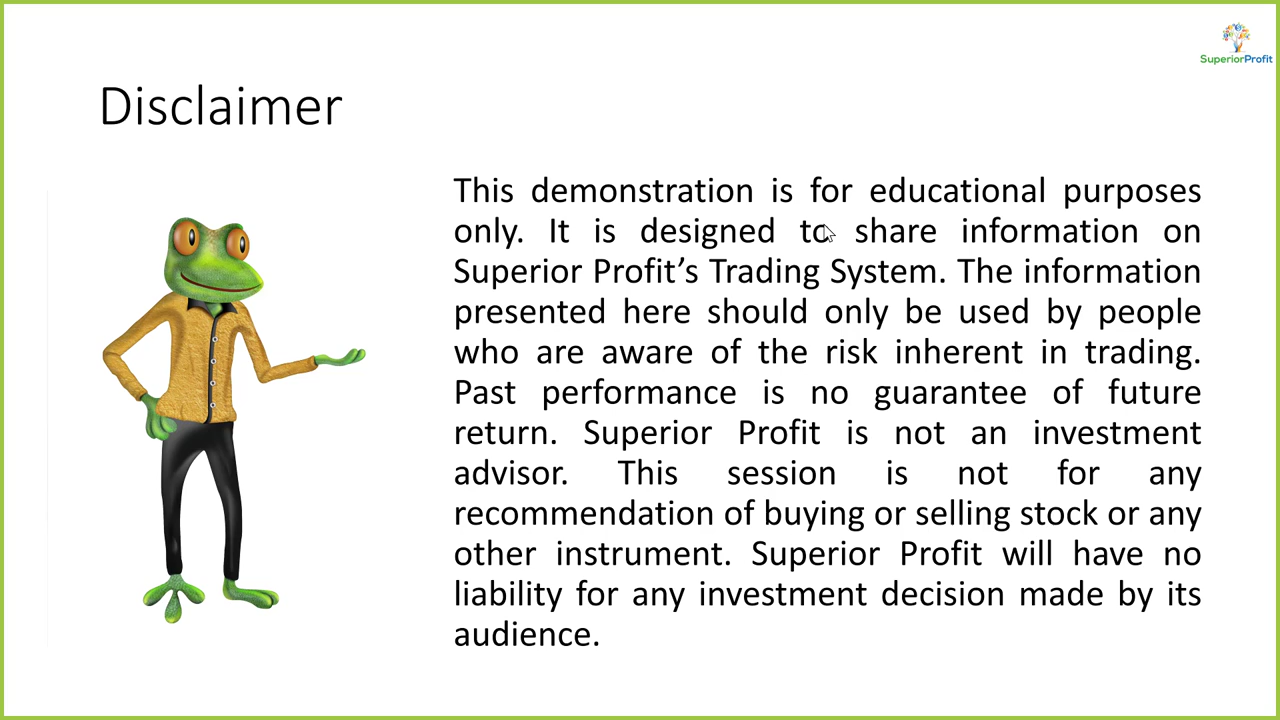 SuperiorProfit
Disclaimer
This demonstration is for educational purposes
only. It is designed to share information on
Superior Profit’s Trading System. The information
presented here should only be used by people
who are aware of the risk inherent in trading.
Past performance is no guarantee of future
return. Superior Profit is not an investment
advisor. This session is not for any
recommendation of buying or selling stock or any
other instrument. Superior Profit will have no
liability for any investment decision made by its
audience.